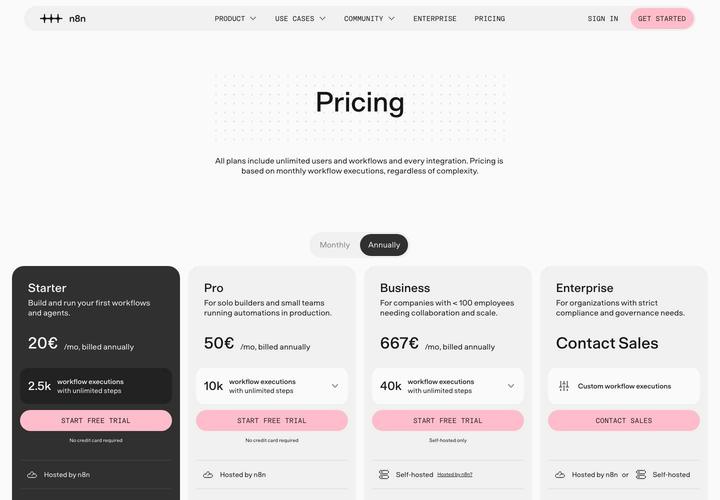 n8n
PRODUCT
USE CASES
COMMUNITY
ENTERPRISE
PRICING
SIGN IN
GET STARTED
Pricing
All plans include unlimited users and workflows and every integration. Pricing is
based on monthly workflow executions, regardless of complexity.
Monthly
Annually
Starter
Build and run your first workflows
and agents.
20€ /mo, billed annually
2.5k workflow executions
with unlimited steps
START FREE TRIAL
No credit card required
Hosted by n8n
Pro
For solo builders and small teams
running automations in production.
50€ /mo, billed annually
10k workflow executions
with unlimited steps
START FREE TRIAL
No credit card required
Hosted by n8n
Business
For companies with < 100 employees
needing collaboration and scale.
667€ /mo, billed annually
40k workflow executions
with unlimited steps
START FREE TRIAL
Self-hosted only
Self-hosted Hosted by n8n?
Enterprise
For organizations with strict
compliance and governance needs.
Contact Sales
Custom workflow executions
CONTACT SALES
Hosted by n8n or Self-hosted